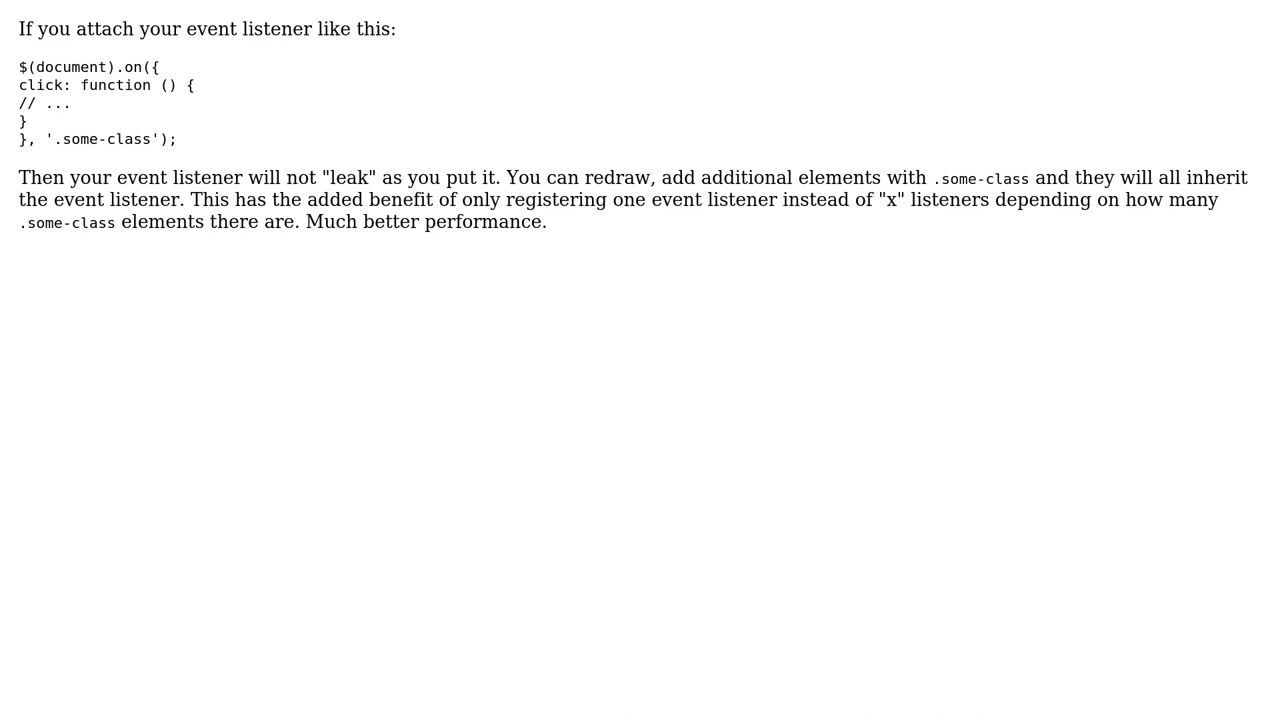 If you attach your event listener like this:
$(document).on({
click: function () {
// ...
}
}, '.some-class');
Then your event listener will not "leak" as you put it. You can redraw, add additional elements with .some-class and they will all inherit
the event listener. This has the added benefit of only registering one event listener instead of "x" listeners depending on how many
.some-class elements there are. Much better performance.